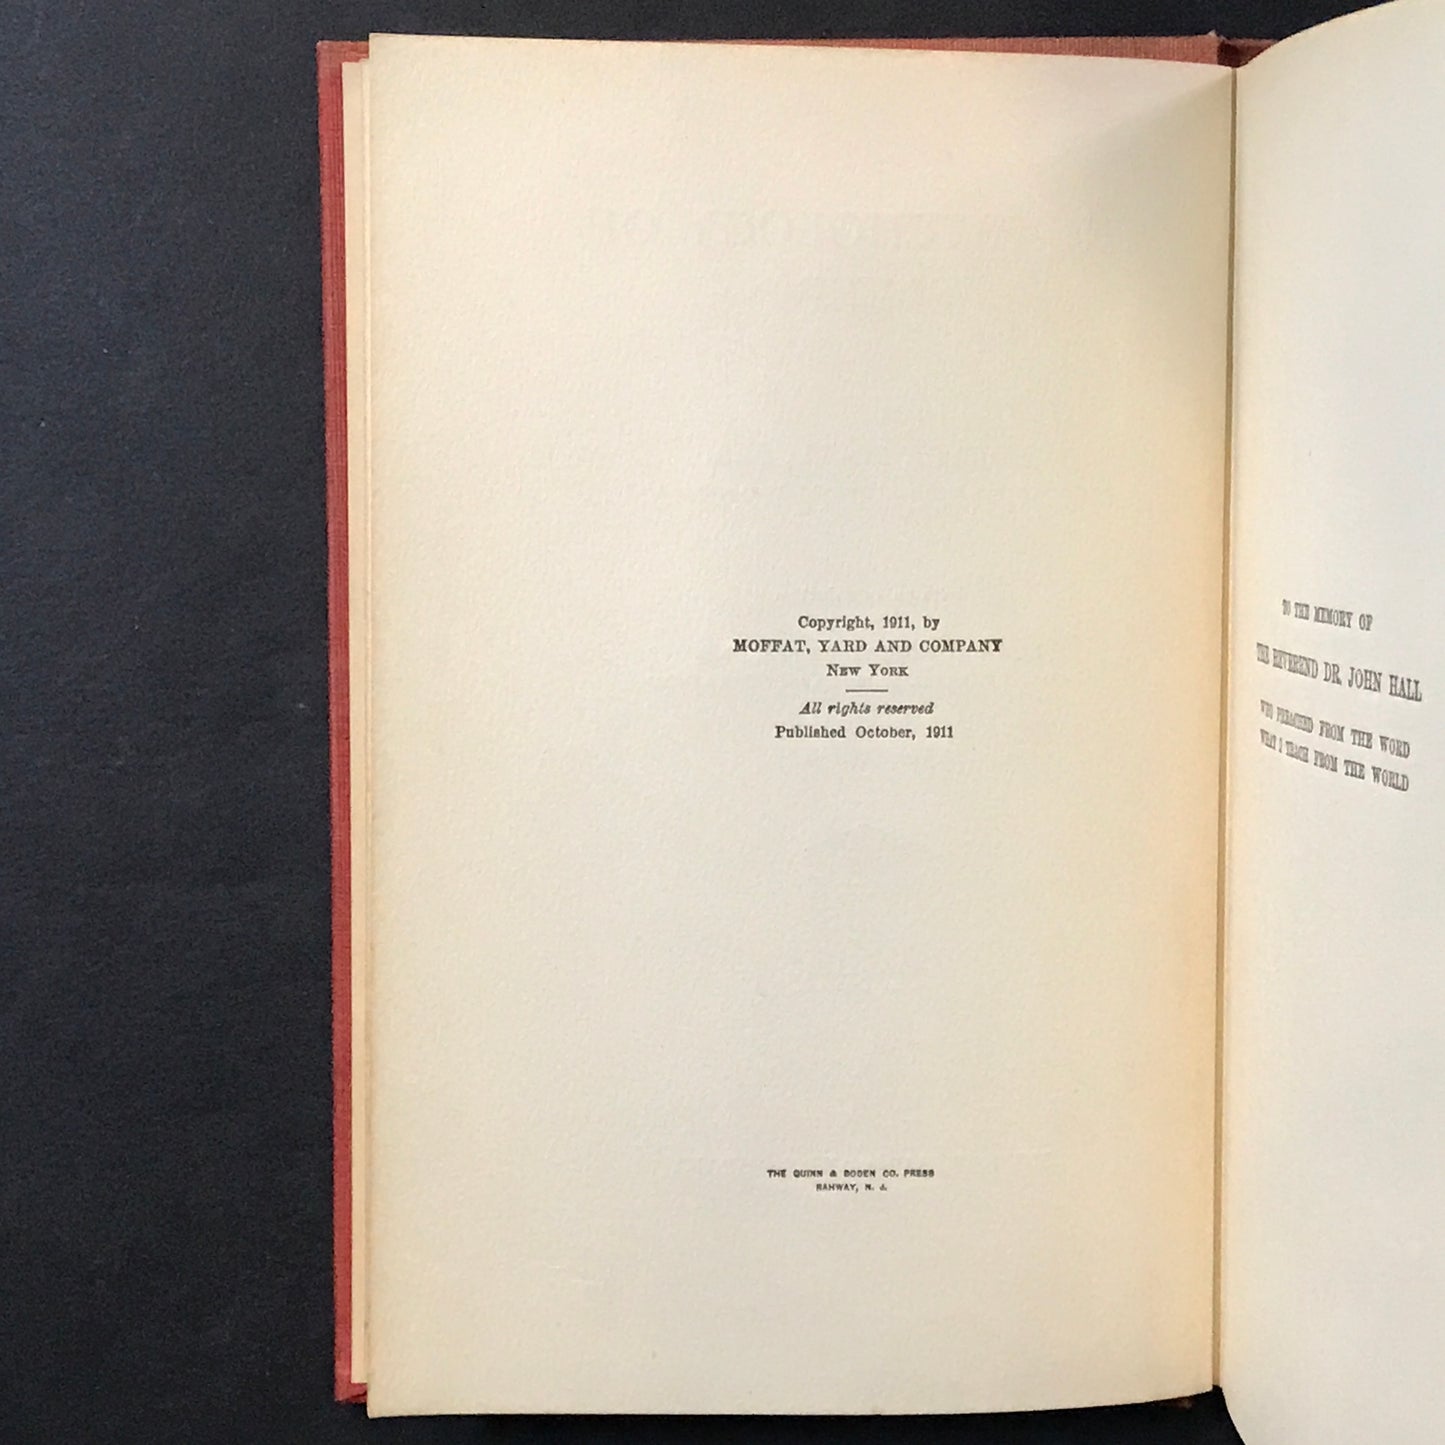 Copyright, 1911, by
MOFFAT, YARD AND COMPANY
NEW YORK
All rights reserved
Published October, 1911
THE QUINN & BODEN CO. PRESS
RAHWAY, N. J.
TO THE MEMORY OF
THE REVEREND DR. JOHN HALL
WHO PREACHED FROM THE WORD
WHAT I TEACH FROM THE WORLD